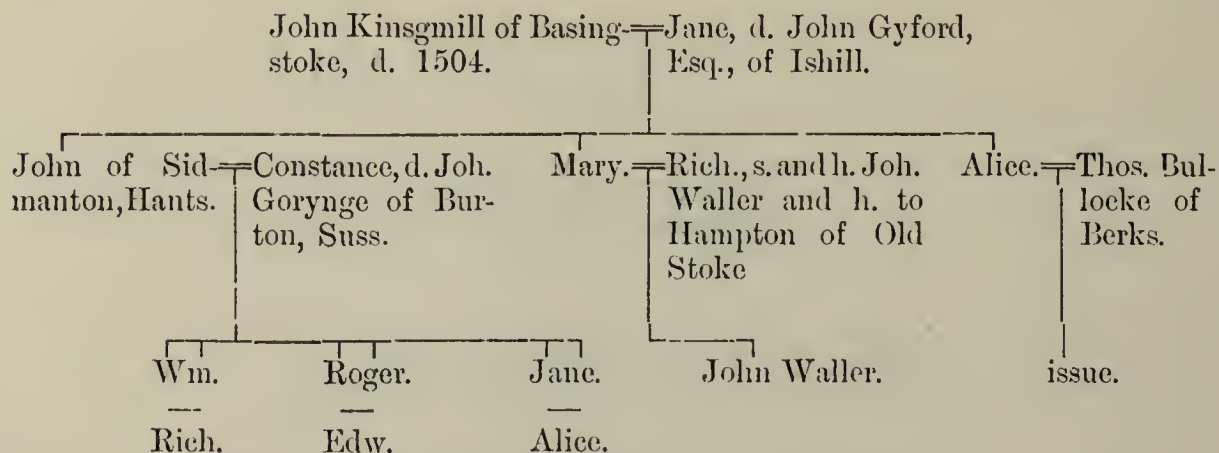 John Kinsgmill of Basing-
stoke, d. 1504.
Jane, d. John Gyford,
Esq., of Ishill.
John of Sid-
manton, Hants.
Constance, d. Joh.
Gorynge of Bur-
ton, Suss.
Mary.
Rich., s. and h. Joh.
Waller and h. to
Hampton of Old
Stoke
Alice.
Thos. Bul-
locke of
Berks.
Wm.
Roger.
Jane.
John Waller.
issue.
Rich.
Edw.
Alice.